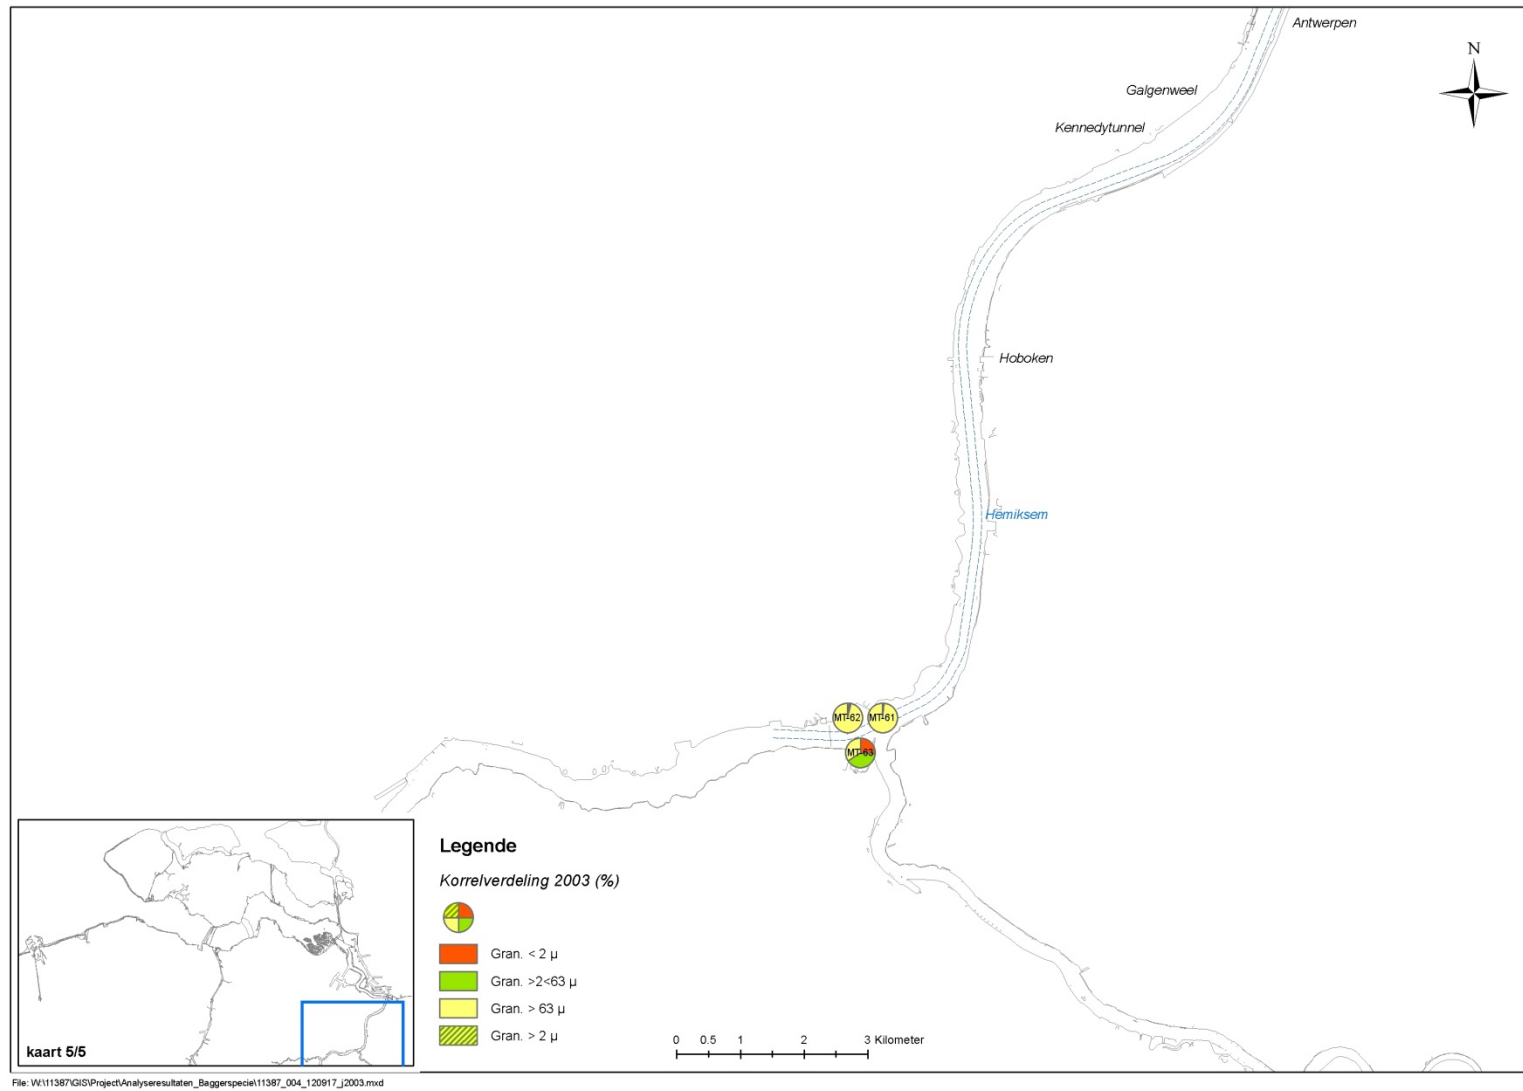 Antwerpen
N
Galgenweel
Kennedytunnel
Hoboken
Hemiksem
MT-62
MT-61
MT-63
Legende
Korrelverdeling 2003 (%)
Gran. < 2 µ
Gran. >2<63 µ
Gran. > 63 µ
Gran. > 2 µ
kaart 5/5
0 0.5 1 2 3 Kilometer
File: W:\11387\GIS\Project\Analyseresultaten_Baggerspecie\11387_004_120917_j2003.mxd